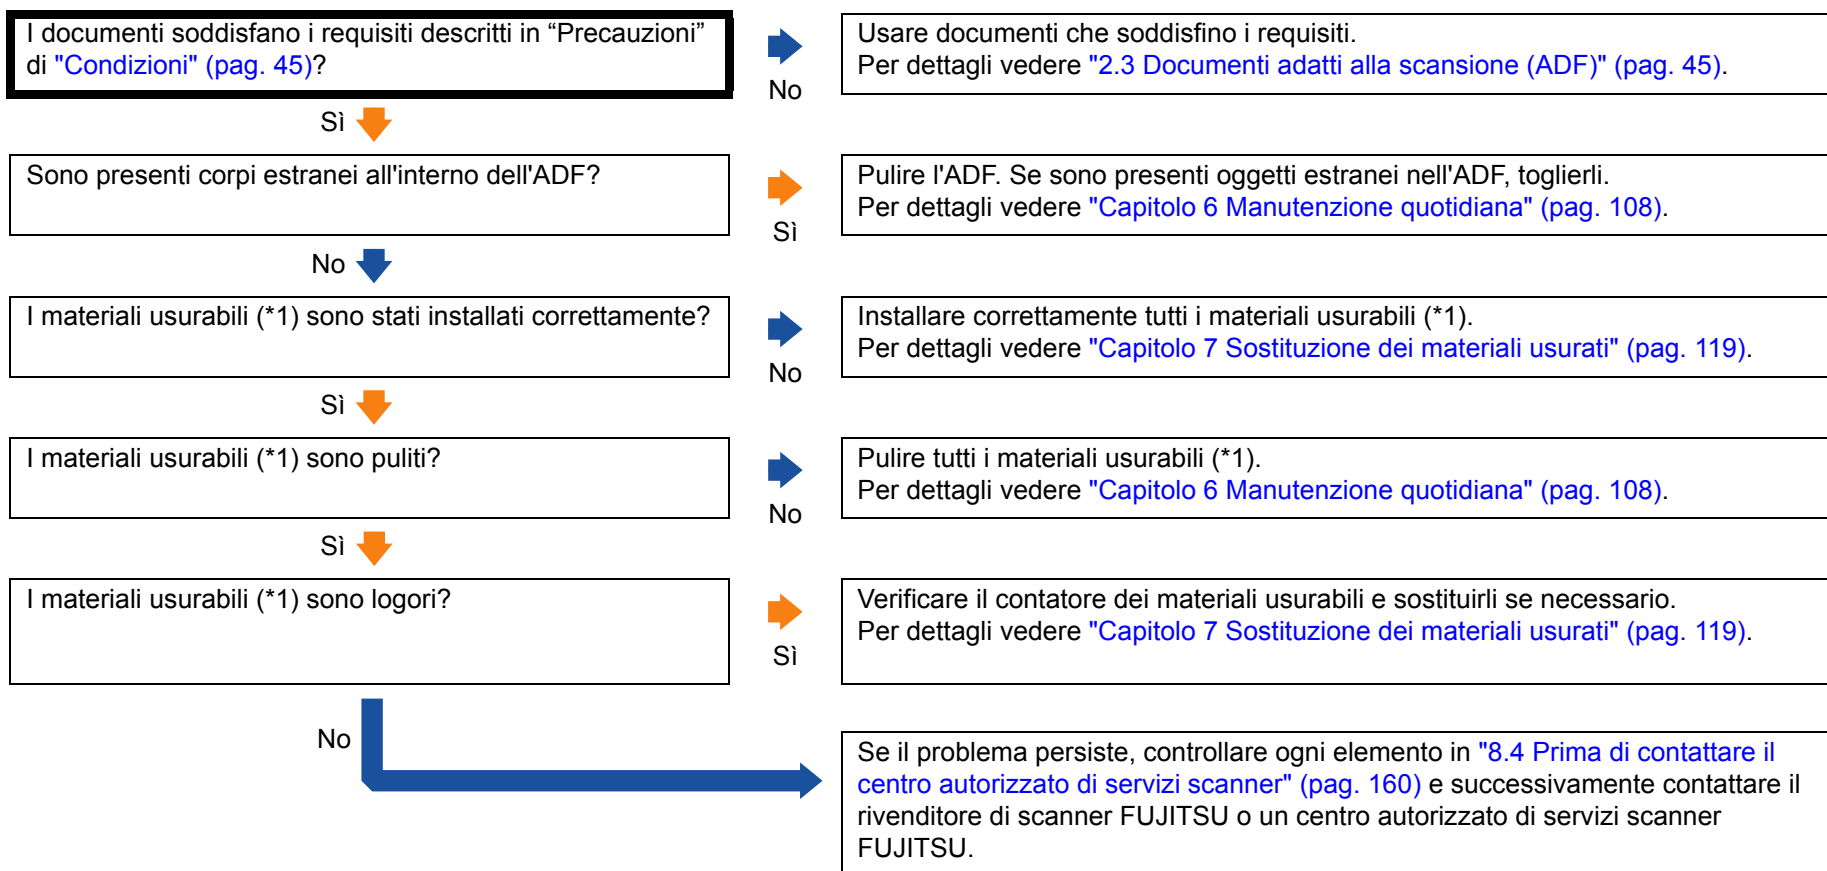 I documenti soddisfano i requisiti descritti in “Precauzioni”
di "Condizioni" (pag. 45)?
No
Usare documenti che soddisfino i requisiti.
Per dettagli vedere "2.3 Documenti adatti alla scansione (ADF)" (pag. 45).
Sì
Sono presenti corpi estranei all'interno dell'ADF?
Sì
Pulire l'ADF. Se sono presenti oggetti estranei nell'ADF, toglierli.
Per dettagli vedere "Capitolo 6 Manutenzione quotidiana" (pag. 108).
No
I materiali usurabili (*1) sono stati installati correttamente?
No
Installare correttamente tutti i materiali usurabili (*1).
Per dettagli vedere "Capitolo 7 Sostituzione dei materiali usurati" (pag. 119).
Sì
I materiali usurabili (*1) sono puliti?
No
Pulire tutti i materiali usurabili (*1).
Per dettagli vedere "Capitolo 6 Manutenzione quotidiana" (pag. 108).
Sì
I materiali usurabili (*1) sono logori?
Sì
Verificare il contatore dei materiali usurabili e sostituirli se necessario.
Per dettagli vedere "Capitolo 7 Sostituzione dei materiali usurati" (pag. 119).
No
Se il problema persiste, controllare ogni elemento in "8.4 Prima di contattare il
centro autorizzato di servizi scanner" (pag. 160) e successivamente contattare il
rivenditore di scanner FUJITSU o un centro autorizzato di servizi scanner
FUJITSU.